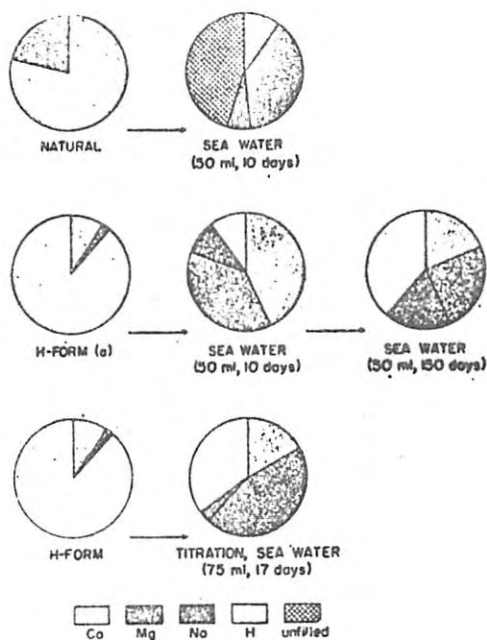 NATURAL
SEA WATER
(50 ml, 10 days)
H-FORM (a)
SEA WATER
(50 ml, 10 days)
SEA WATER
(50 ml, 150 days)
H-FORM
TITRATION, SEA WATER
(75 ml, 17 days)
Ca Mg Na H unfilled